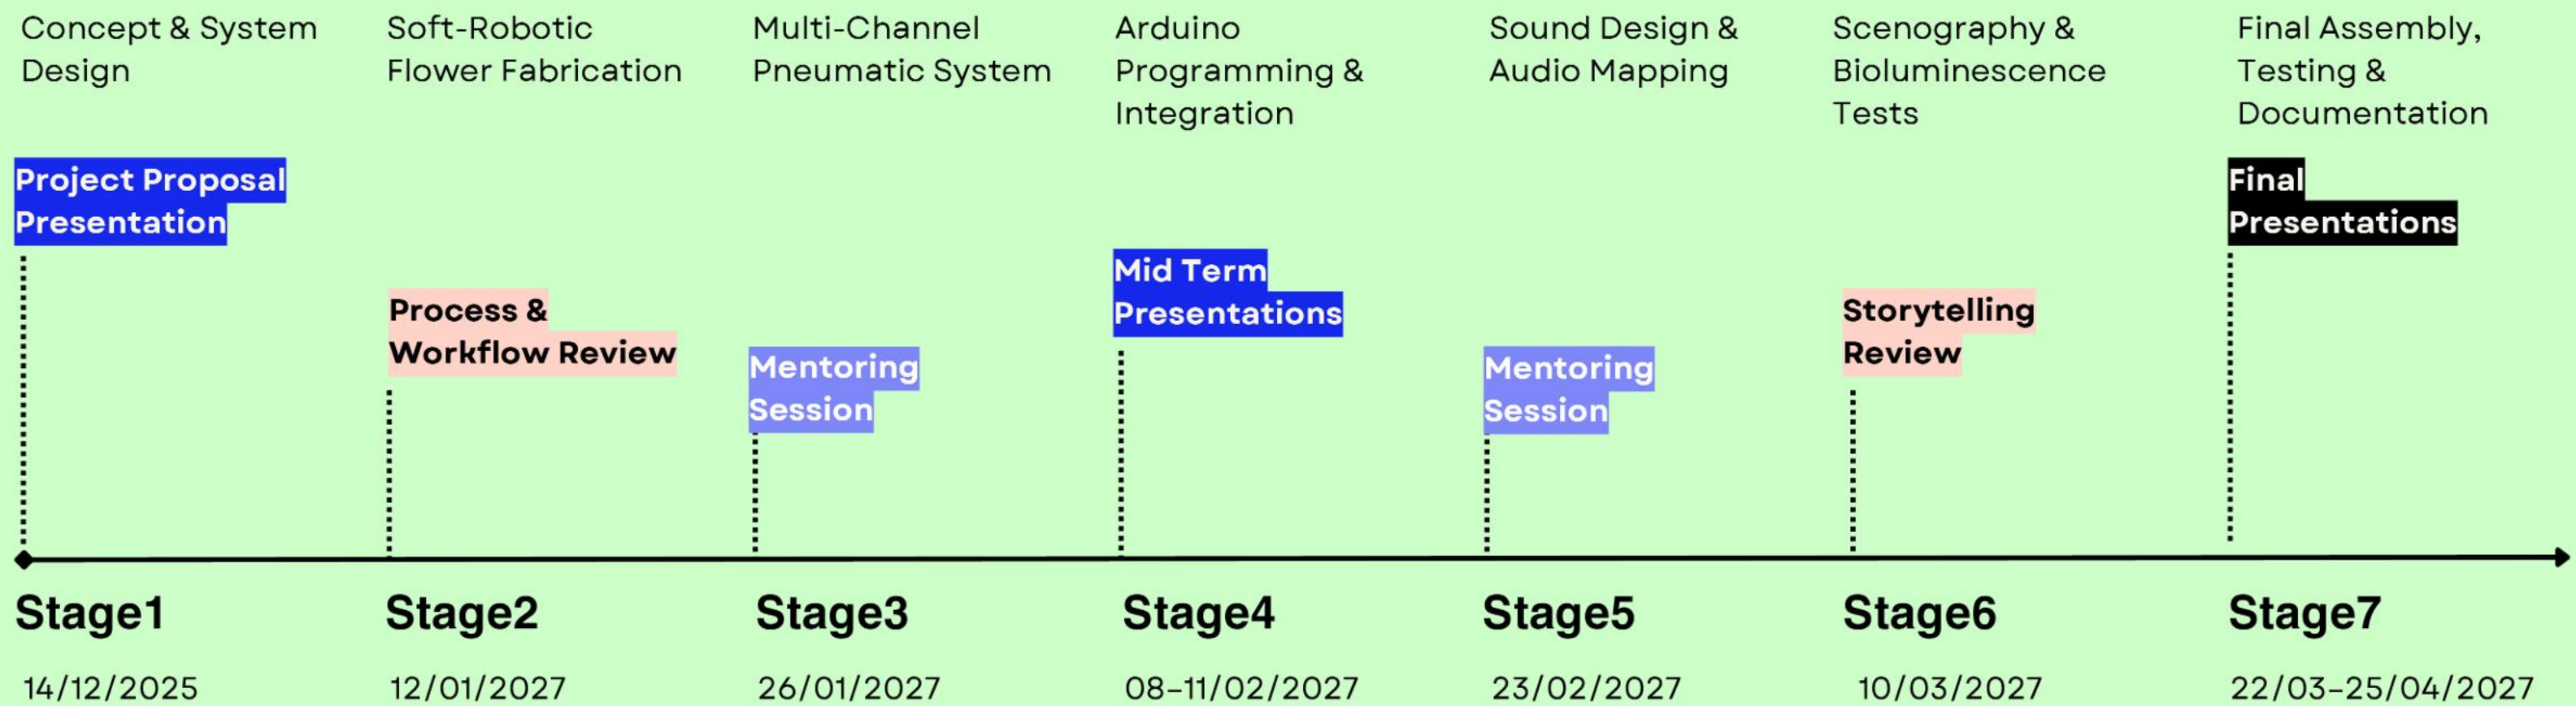 Concept & System
Design
Soft-Robotic
Flower Fabrication
Multi-Channel
Pneumatic System
Arduino
Programming &
Integration
Sound Design &
Audio Mapping
Scenography &
Bioluminescence
Tests
Final Assembly,
Testing &
Documentation
Project Proposal
Presentation
Process &
Workflow Review
Mentoring
Session
Mid Term
Presentations
Mentoring
Session
Storytelling
Review
Final
Presentations
Stage1
Stage2
Stage3
Stage4
Stage5
Stage6
Stage7
14/12/2025
12/01/2027
26/01/2027
08–11/02/2027
23/02/2027
10/03/2027
22/03–25/04/2027